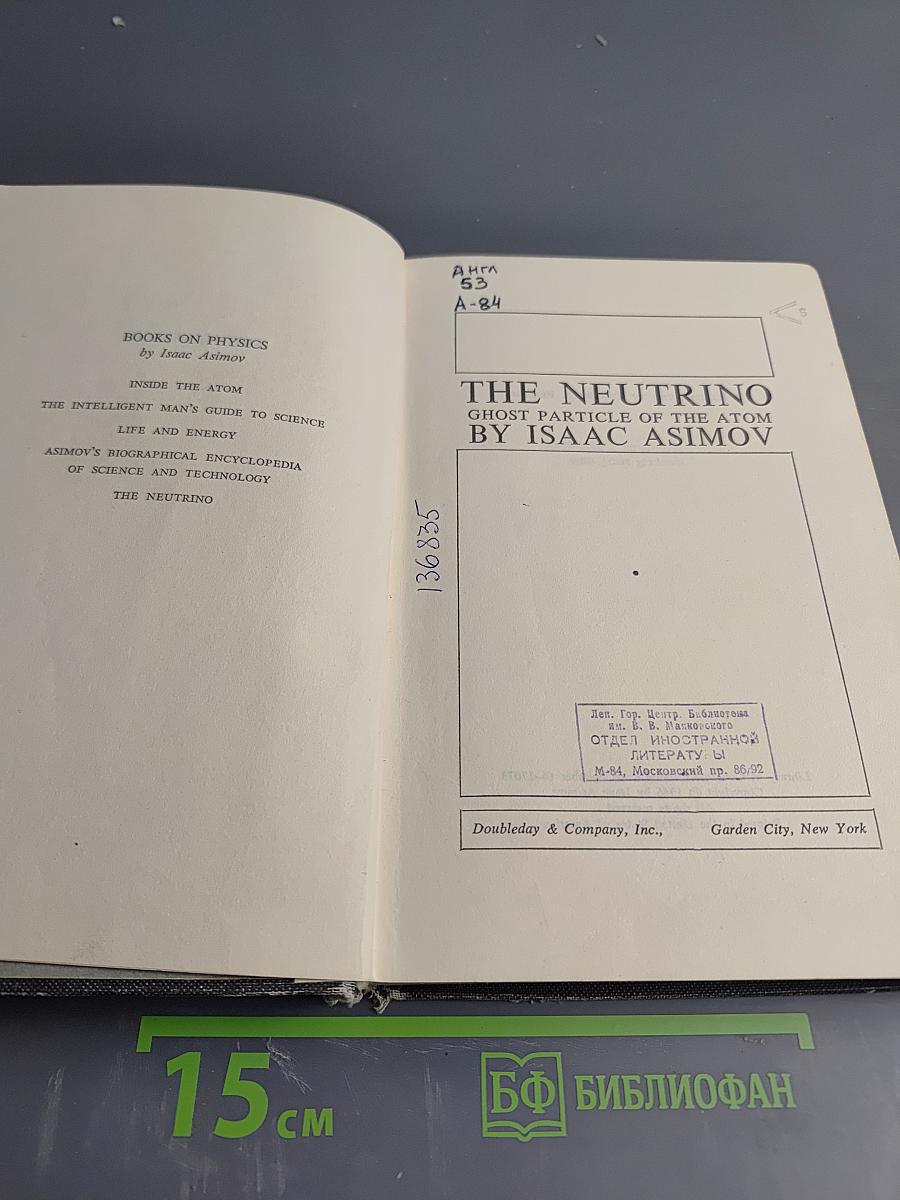 BOOKS ON PHYSICS
by Isaac Asimov
INSIDE THE ATOM
THE INTELLIGENT MAN'S GUIDE TO SCIENCE
LIFE AND ENERGY
ASIMOV'S BIOGRAPHICAL ENCYCLOPEDIA
OF SCIENCE AND TECHNOLOGY
THE NEUTRINO
Англ
53
А-84
5
THE NEUTRINO
GHOST PARTICLE OF THE ATOM
BY ISAAC ASIMOV
136835
Лен. Гор. Центр. Библиотека
им. В. В. Маяковского
ОТДЕЛ ИНОСТРАННОЙ
ЛИТЕРАТУ Ы
М-84, Московский пр. 86/92
Doubleday & Company, Inc., Garden City, New York
15 см
БФ БИБЛИОФАН